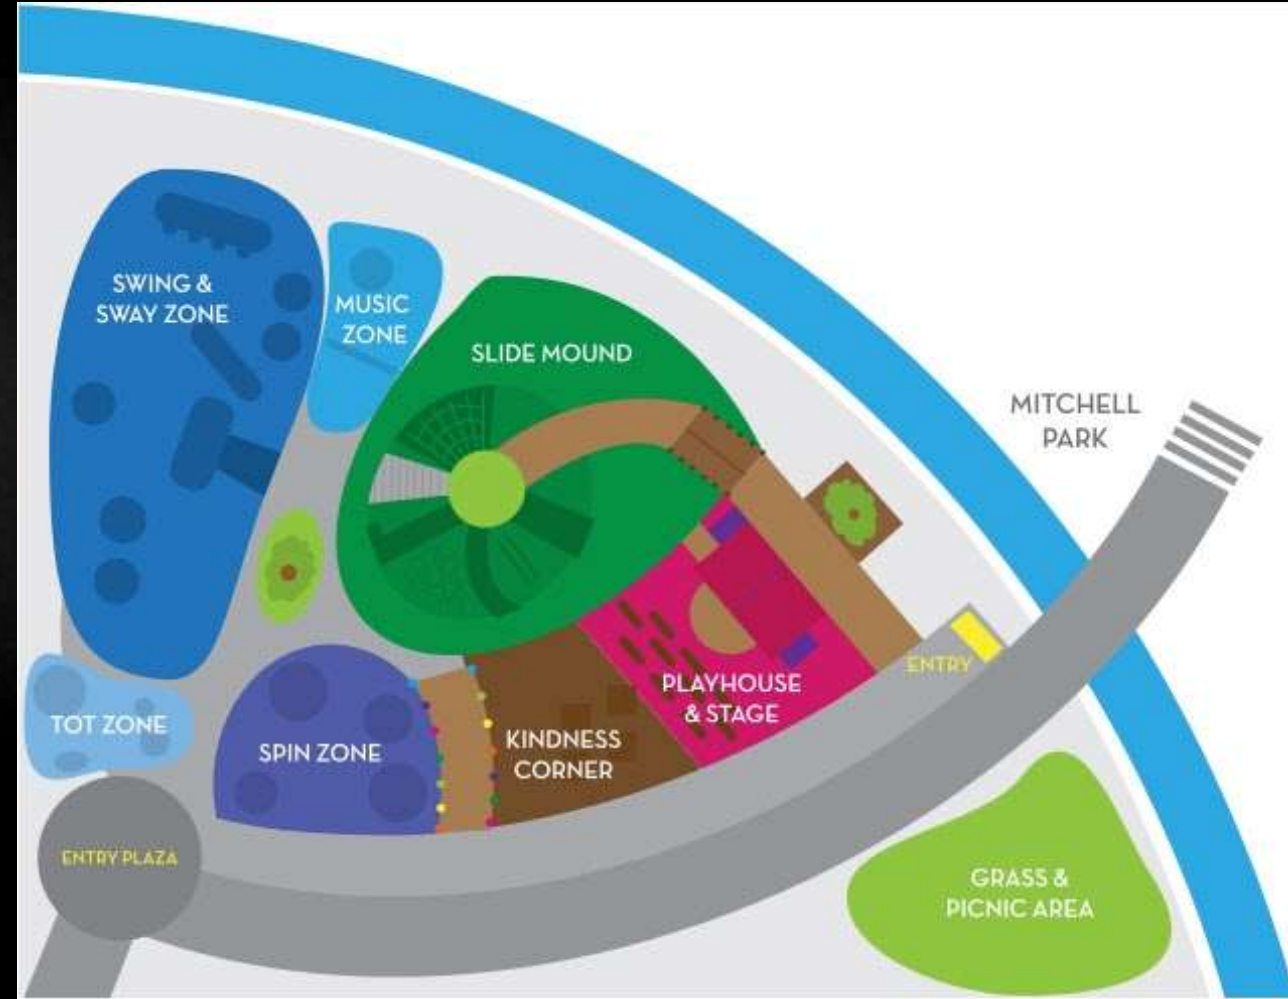 SWING &
SWAY ZONE
MUSIC
ZONE
SLIDE MOUND
MITCHELL
PARK
ENTRY
PLAYHOUSE
& STAGE
TOT ZONE
SPIN ZONE
KINDNESS
CORNER
ENTRY PLAZA
GRASS &
PICNIC AREA